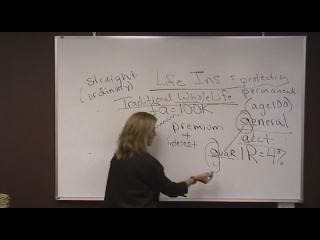 straight
(ordinary)
Life Ins = protection
permanent
Traditional Whole Life
(age 100)
fa = 100K
general
premium
acct
+
interest
guar IR = 4%